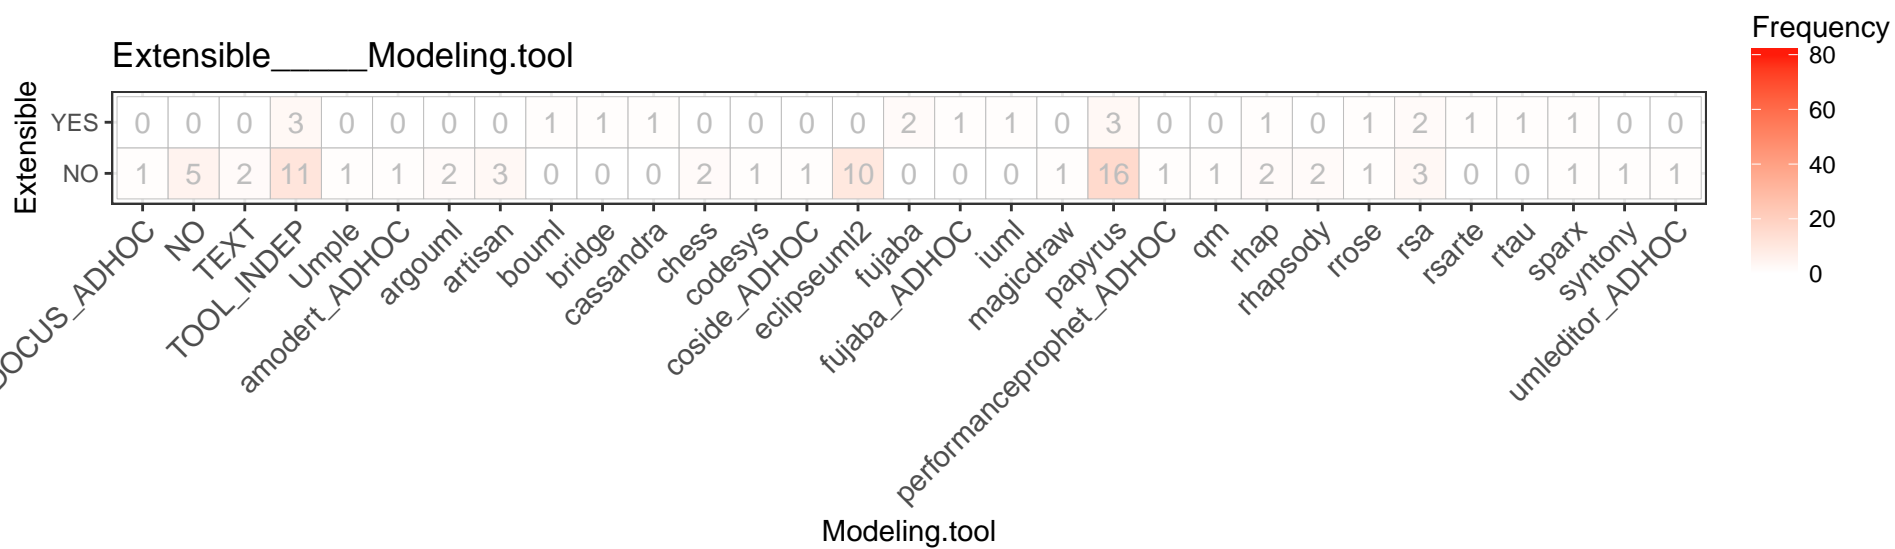 Extensible_____Modeling.tool
Frequency
80
60
40
20
0
Extensible
YES 0 0 0 3 0 0 0 0 1 1 1 0 0 0 0 2 1 1 0 3 0 0 1 0 1 2 1 1 1 0 0
NO 1 5 2 11 1 1 2 3 0 0 0 2 1 1 10 0 0 0 1 16 1 1 2 2 1 3 0 0 1 1 1
OCUS_ADHOC
NO
TEXT
TOOL_INDEP
Umple
amodert_ADHOC
argouml
artisan
bouml
bridge
cassandra
chess
codesys
coside_ADHOC
eclipseuml2
fujaba
fujaba_ADHOC
iuml
magicdraw
papyrus
performanceprophet_ADHOC
qm
rhap
rhapsody
rrose
rsa
rsarte
rtau
sparx
syntony
umleditor_ADHOC
Modeling.tool